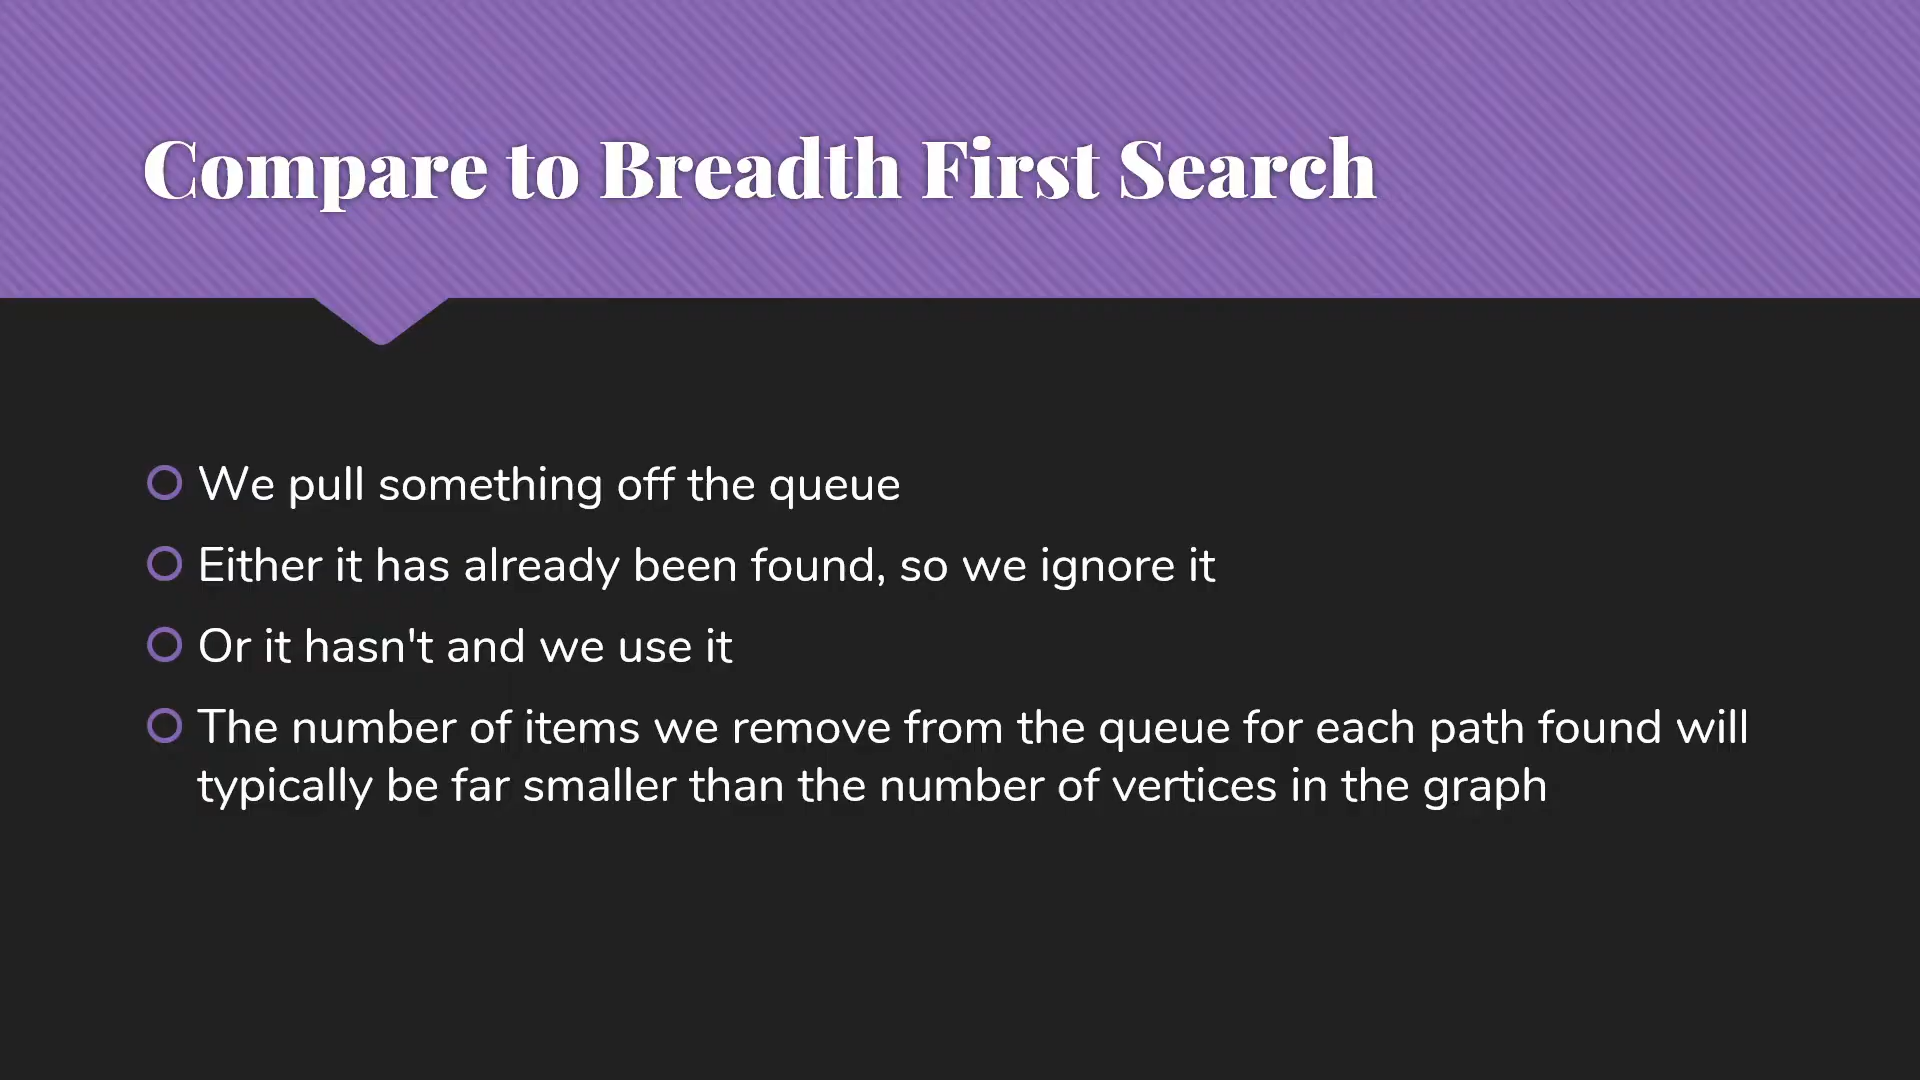 Compare to Breadth First Search
We pull something off the queue
Either it has already been found, so we ignore it
Or it hasn't and we use it
The number of items we remove from the queue for each path found will
typically be far smaller than the number of vertices in the graph